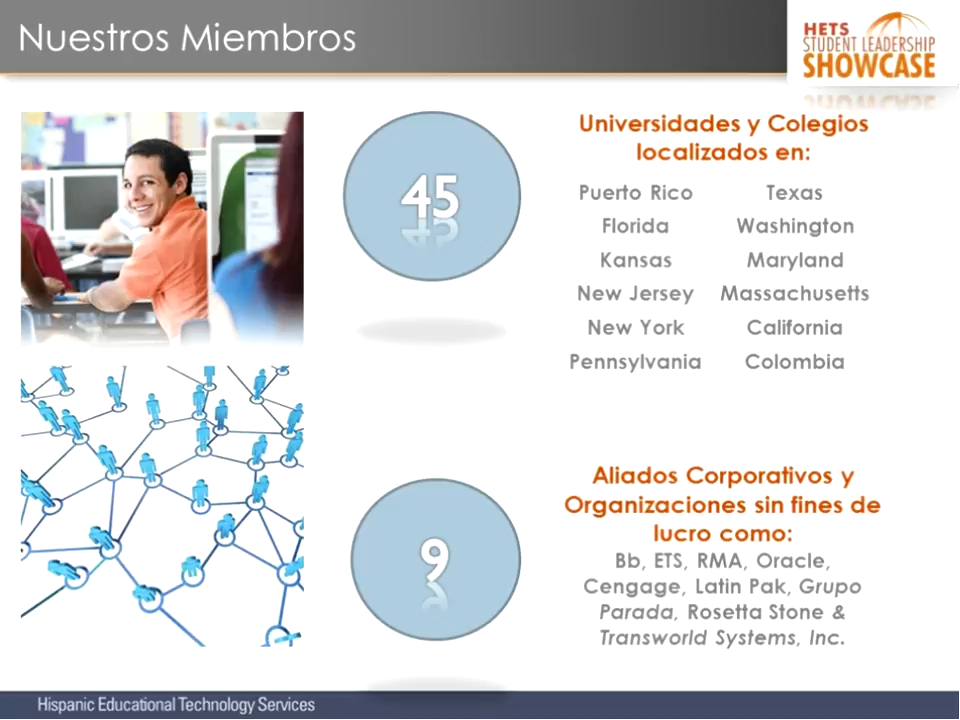 Nuestros Miembros
HETS
STUDENT LEADERSHIP
SHOWCASE
45
Universidades y Colegios
localizados en:
Puerto Rico Texas
Florida Washington
Kansas Maryland
New Jersey Massachusetts
New York California
Pennsylvania Colombia
9
Aliados Corporativos y
Organizaciones sin fines de
lucro como:
Bb, ETS, RMA, Oracle,
Cengage, Latin Pak, Grupo
Parada, Rosetta Stone &
Transworld Systems, Inc.
Hispanic Educational Technology Services